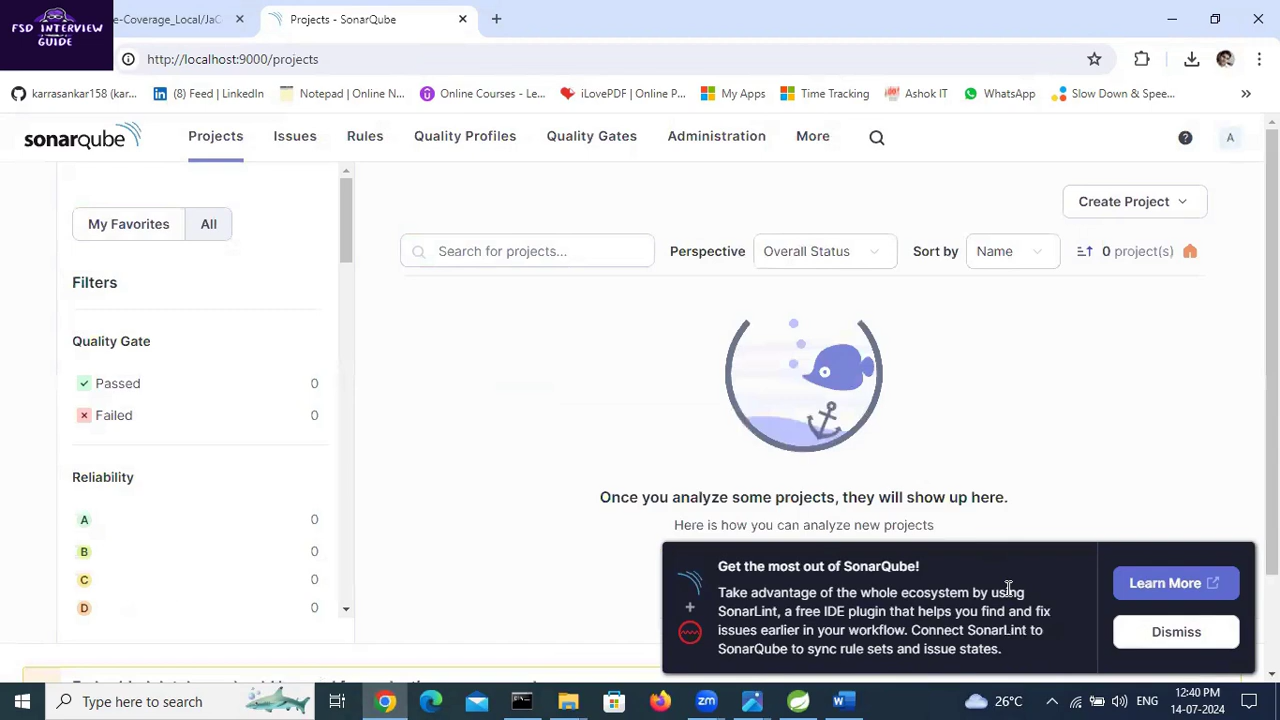 FSD INTERVIEW
GUIDE
e-Coverage_Local/JaC
Projects - SonarQube
http://localhost:9000/projects
karrasankar158 (kar...
(8) Feed | LinkedIn
Notepad | Online N...
Online Courses - Le...
iLovePDF | Online P...
My Apps
Time Tracking
Ashok IT
WhatsApp
Slow Down & Spee...
sonarqube
Projects
Issues
Rules
Quality Profiles
Quality Gates
Administration
More
A
My Favorites
All
Create Project
Search for projects...
Perspective
Overall Status
Sort by
Name
0 project(s)
Filters
Quality Gate
Passed 0
Failed 0
Reliability
A 0
B 0
C 0
D 0
Once you analyze some projects, they will show up here.
Here is how you can analyze new projects
Get the most out of SonarQube!
Take advantage of the whole ecosystem by using
SonarLint, a free IDE plugin that helps you find and fix
issues earlier in your workflow. Connect SonarLint to
SonarQube to sync rule sets and issue states.
Learn More
Dismiss
Type here to search
zm
26°C
ENG
12:40 PM
14-07-2024